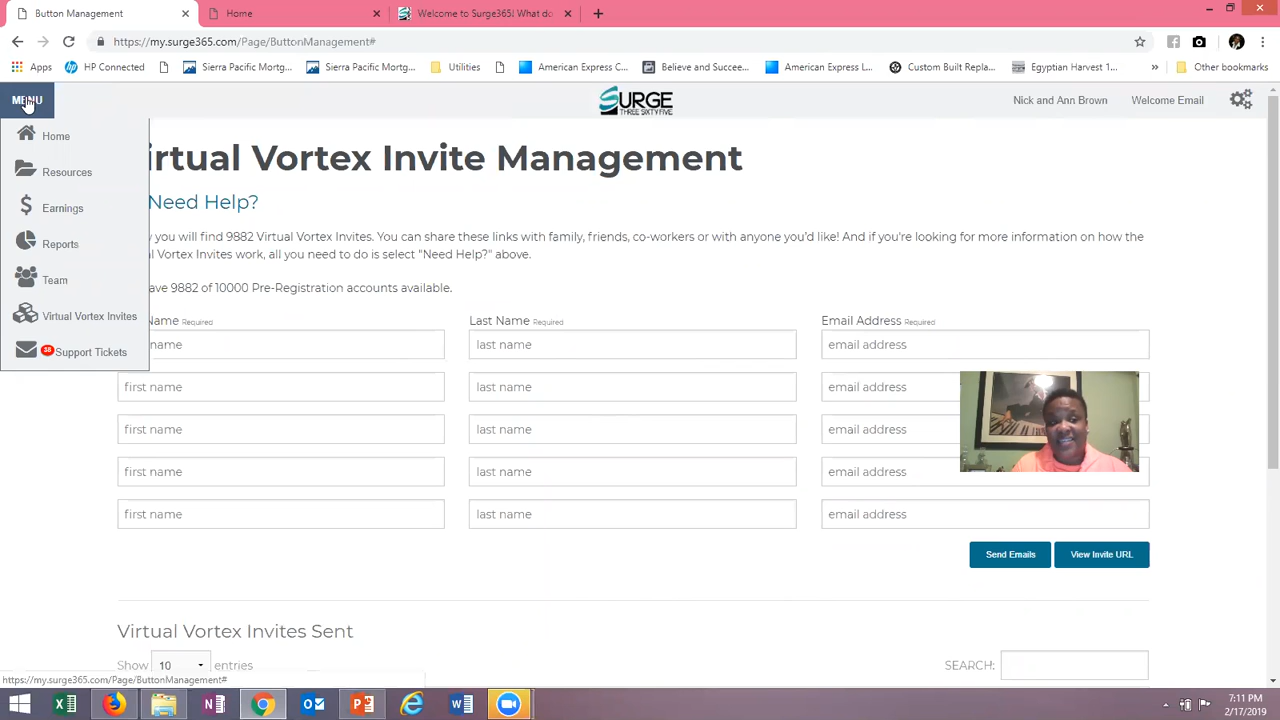 Button Management
Home
Welcome to Surge365! What do
https://my.surge365.com/Page/ButtonManagement#
Apps
HP Connected
Sierra Pacific Mortg...
Sierra Pacific Mortg...
Utilities
American Express C...
Believe and Succee...
American Express L...
Custom Built Repla...
Egyptian Harvest 1...
»
Other bookmarks
MENU
SURGE
THREE SIXTY FIVE
Nick and Ann Brown
Welcome Email
Home
Resources
Earnings
Reports
Team
Virtual Vortex Invites
38 Support Tickets
irtual Vortex Invite Management
Need Help?
you will find 9882 Virtual Vortex Invites. You can share these links with family, friends, co-workers or with anyone you'd like! And if you're looking for more information on how the
l Vortex Invites work, all you need to do is select "Need Help?" above.
ave 9882 of 10000 Pre-Registration accounts available.
Name Required
Last Name Required
Email Address Required
name
last name
email address
first name
last name
email address
first name
last name
email address
first name
last name
email address
first name
last name
email address
Send Emails
View Invite URL
Virtual Vortex Invites Sent
Show 10 entries
SEARCH:
https://my.surge365.com/Page/ButtonManagement#
7:11 PM
2/17/2019